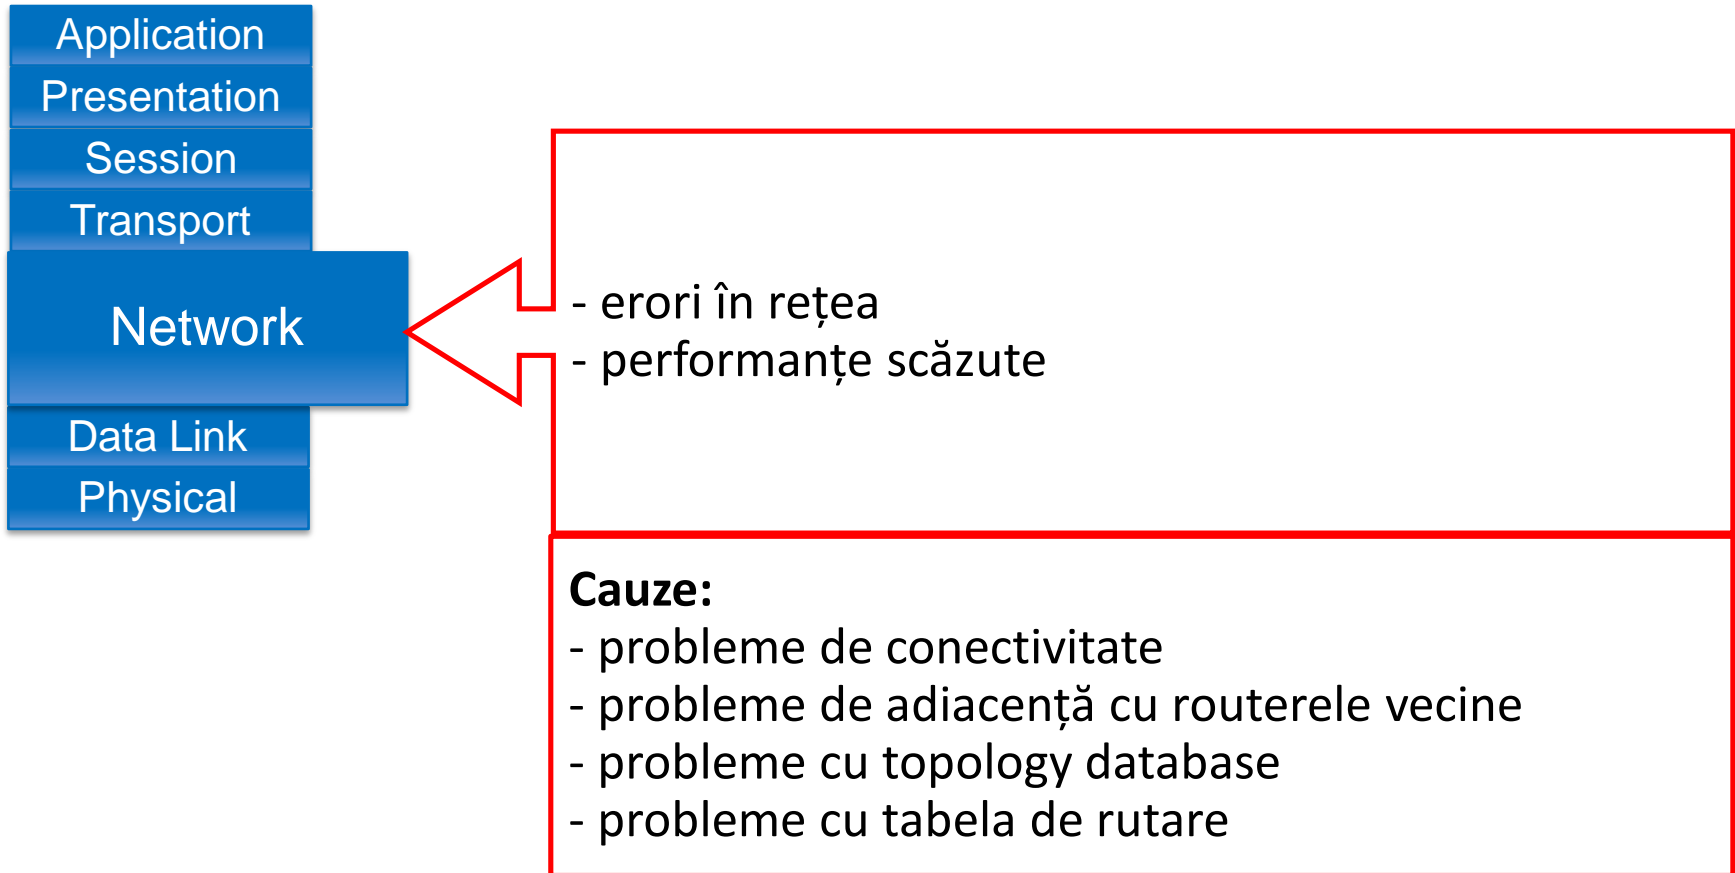 Application
Presentation
Session
Transport
Network
Data Link
Physical
- erori în rețea
- performanțe scăzute
Cauze:
- probleme de conectivitate
- probleme de adiacență cu routerele vecine
- probleme cu topology database
- probleme cu tabela de rutare